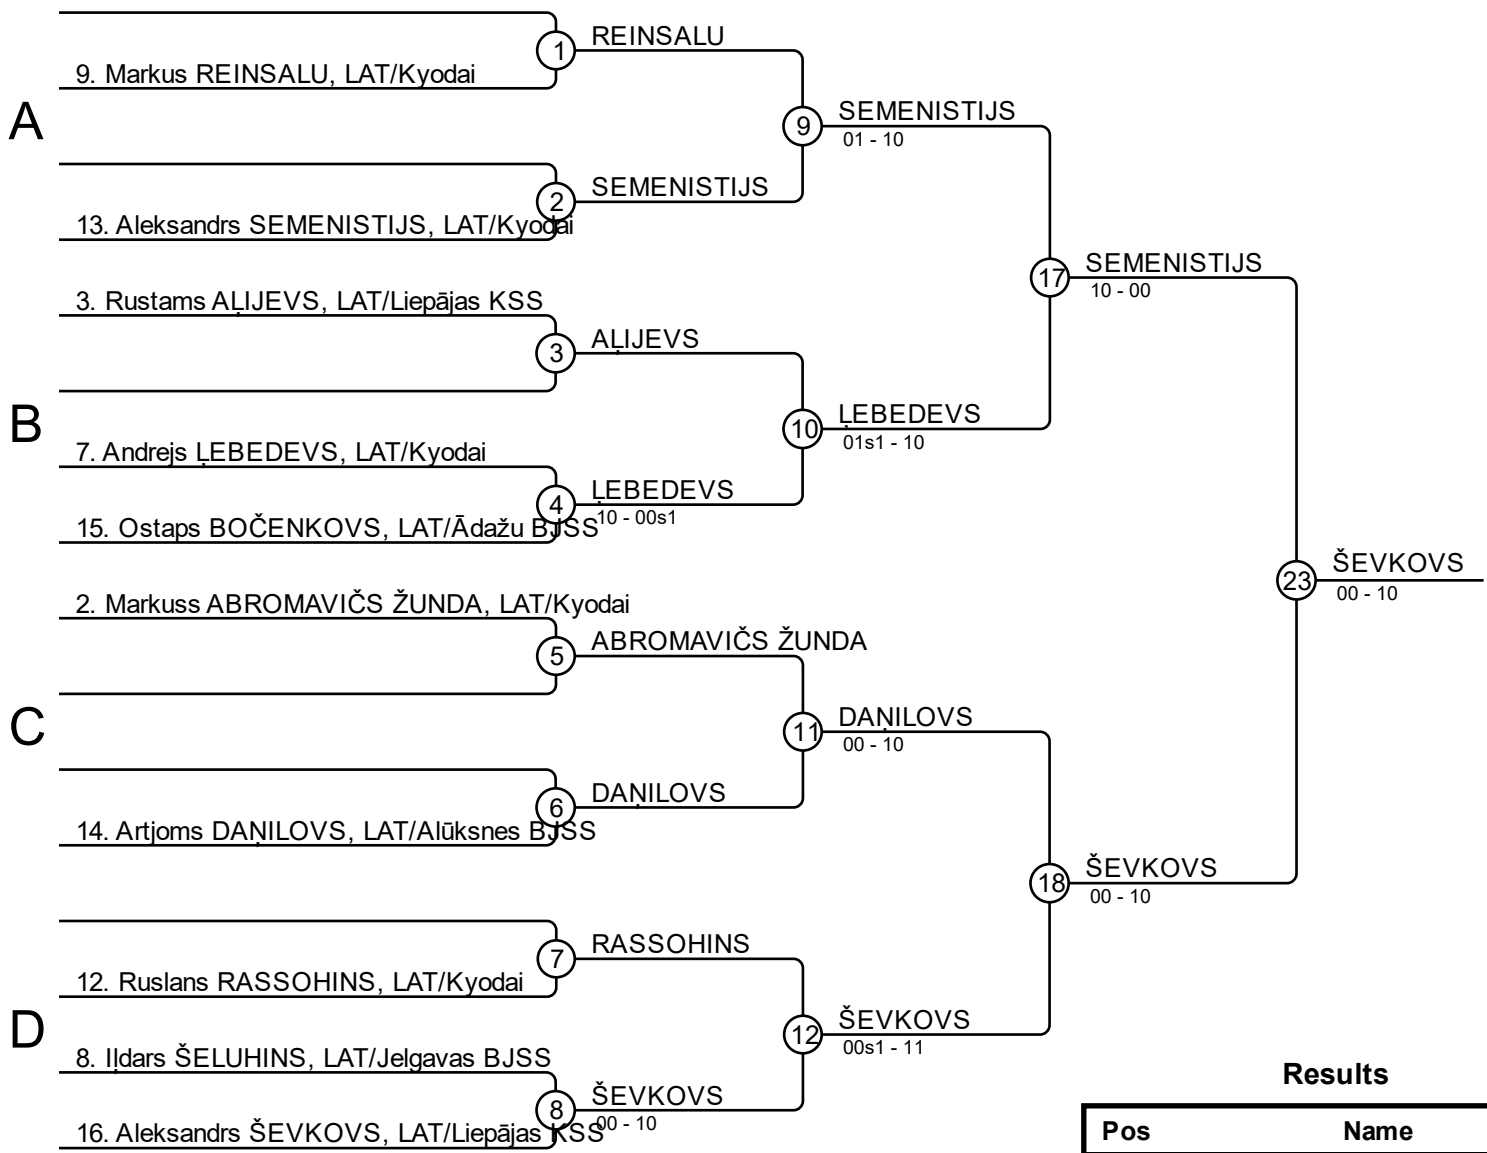 1
REINSALU
9. Markus REINSALU, LAT/Kyodai
A
9
SEMENISTIJS
01 - 10
2
SEMENISTIJS
13. Aleksandrs SEMENISTIJS, LAT/Kyodai
17
SEMENISTIJS
10 - 00
3. Rustams AĻIJEVS, LAT/Liepājas KSS
3
AĻIJEVS
B
10
ĻEBEDEVS
01s1 - 10
7. Andrejs ĻEBEDEVS, LAT/Kyodai
4
ĻEBEDEVS
10 - 00s1
15. Ostaps BOČENKOVS, LAT/Ādažu BJSS
23
ŠEVKOVS
00 - 10
2. Markuss ABROMAVIČS ŽUNDA, LAT/Kyodai
5
ABROMAVIČS ŽUNDA
C
11
DAŅILOVS
00 - 10
6
DAŅILOVS
14. Artjoms DAŅILOVS, LAT/Alūksnes BJSS
18
ŠEVKOVS
00 - 10
7
RASSOHINS
12. Ruslans RASSOHINS, LAT/Kyodai
D
12
ŠEVKOVS
00s1 - 11
8. Iļdars ŠELUHINS, LAT/Jelgavas BJSS
8
ŠEVKOVS
00 - 10
16. Aleksandrs ŠEVKOVS, LAT/Liepājas KSS
Results
Pos Name